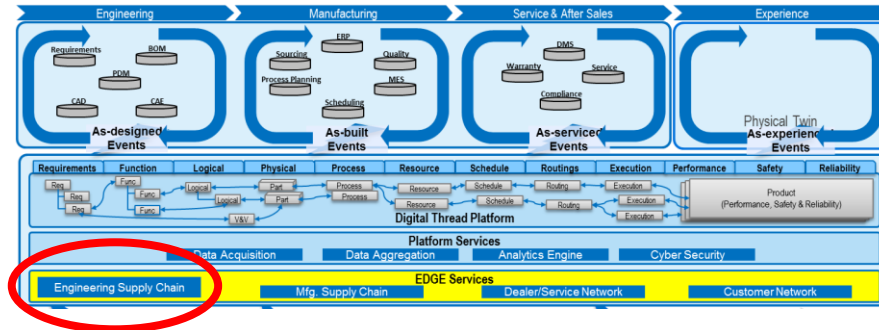 Engineering
Manufacturing
Service & After Sales
Experience
Requirements
BOM
PDM
CAD
CAE
As-designed
Events
ERP
Sourcing
Quality
Process Planning
MES
Scheduling
As-built
Events
DMS
Warranty
Service
Compliance
As-serviced
Events
Physical Twin
As-experienced
Events
Requirements Function Logical Physical Process Resource Schedule Routings Execution Performance Safety Reliability
Req
Req
Req
Func
Func
Func
Logical
Logical
V&V
Part
Part
Process
Process
Resource
Resource
Schedule
Schedule
Routing
Routing
Execution
Execution
Execution
Product
(Performance, Safety & Reliability)
Digital Thread Platform
Platform Services
Data Acquisition
Data Aggregation
Analytics Engine
Cyber Security
EDGE Services
Engineering Supply Chain
Mfg. Supply Chain
Dealer/Service Network
Customer Network